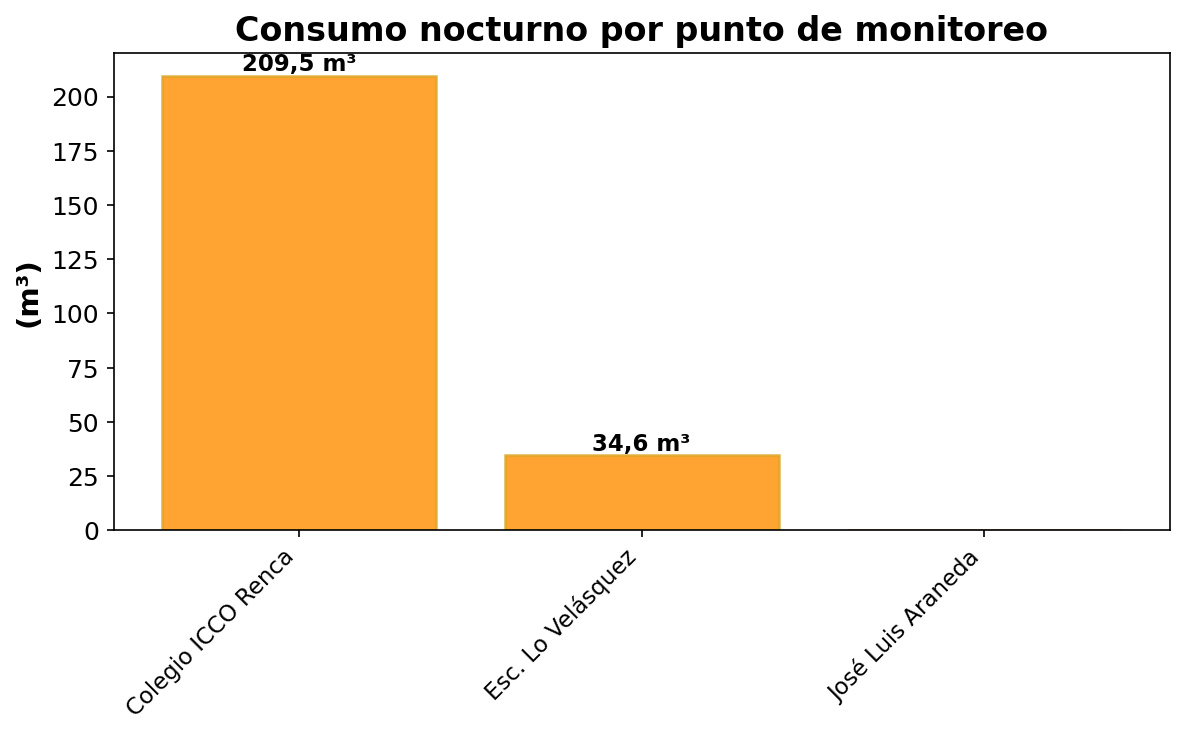 Consumo nocturno por punto de monitoreo
209,5 m³
34,6 m³
(m³)
200
175
150
125
100
75
50
25
0
Colegio ICCO Renca
Esc. Lo Velásquez
José Luis Araneda